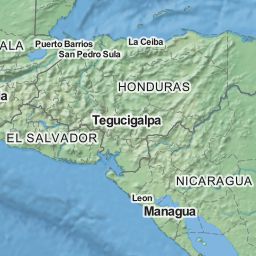 ALA
Puerto Barrios
La Ceiba
San Pedro Sula
HONDURAS
a
Tegucigalpa
EL SALVADOR
NICARAGUA
Leon
Managua